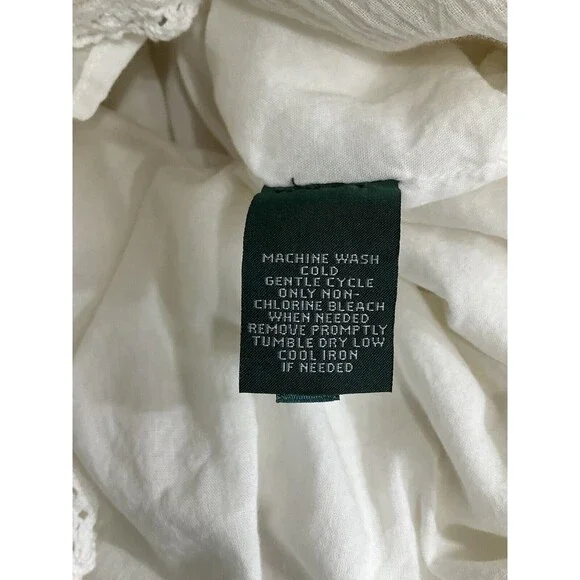 MACHINE WASH
COLD
GENTLE CYCLE
ONLY NON-
CHLORINE BLEACH
WHEN NEEDED
REMOVE PROMPTLY
TUMBLE DRY LOW
COOL IRON
IF NEEDED